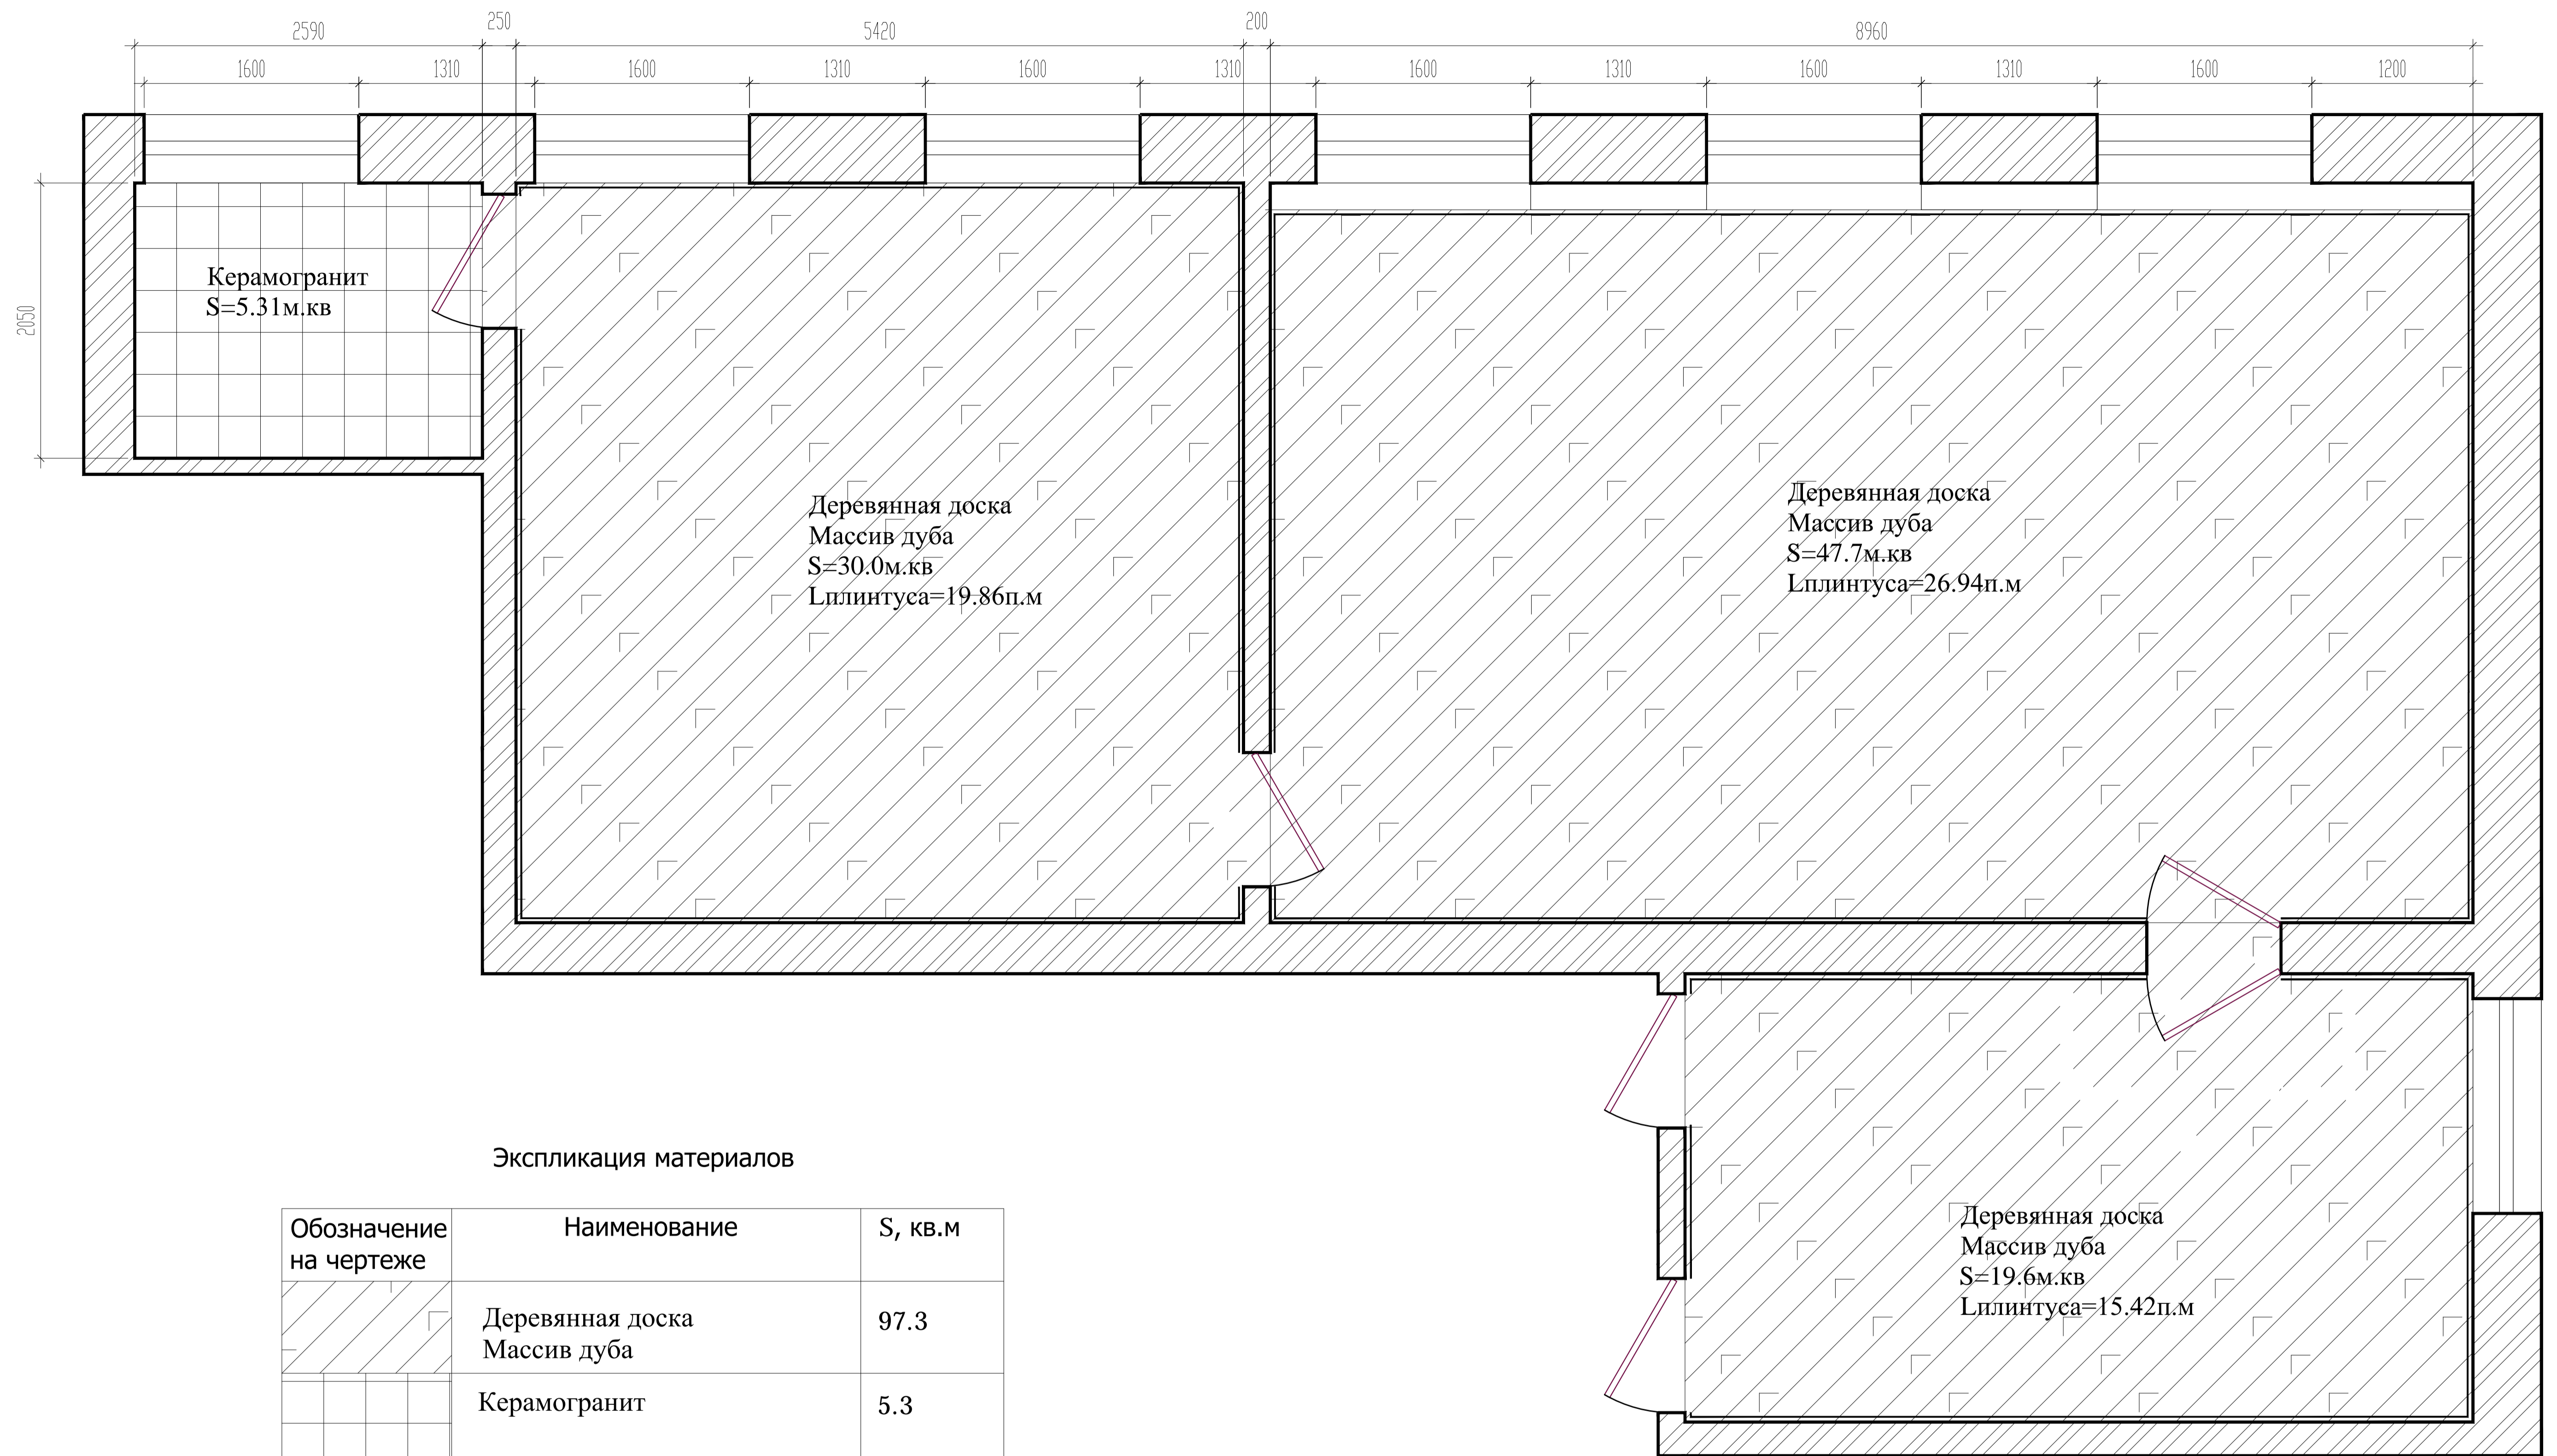 250 200
2590 5420 8960
1600 1310 1600 1310 1600 1310 1600 1310 1600 1310 1600 1200
2050
Керамогранит
S=5.31м.кв
Деревянная доска
Массив дуба
S=30.0м.кв
Lплинтуса=19.86п.м
Деревянная доска
Массив дуба
S=47.7м.кв
Lплинтуса=26.94п.м
Деревянная доска
Массив дуба
S=19.6м.кв
Lплинтуса=15.42п.м
Экспликация материалов
Обозначение
на чертеже
Наименование
S, кв.м
Деревянная доска
Массив дуба
97.3
Керамогранит
5.3